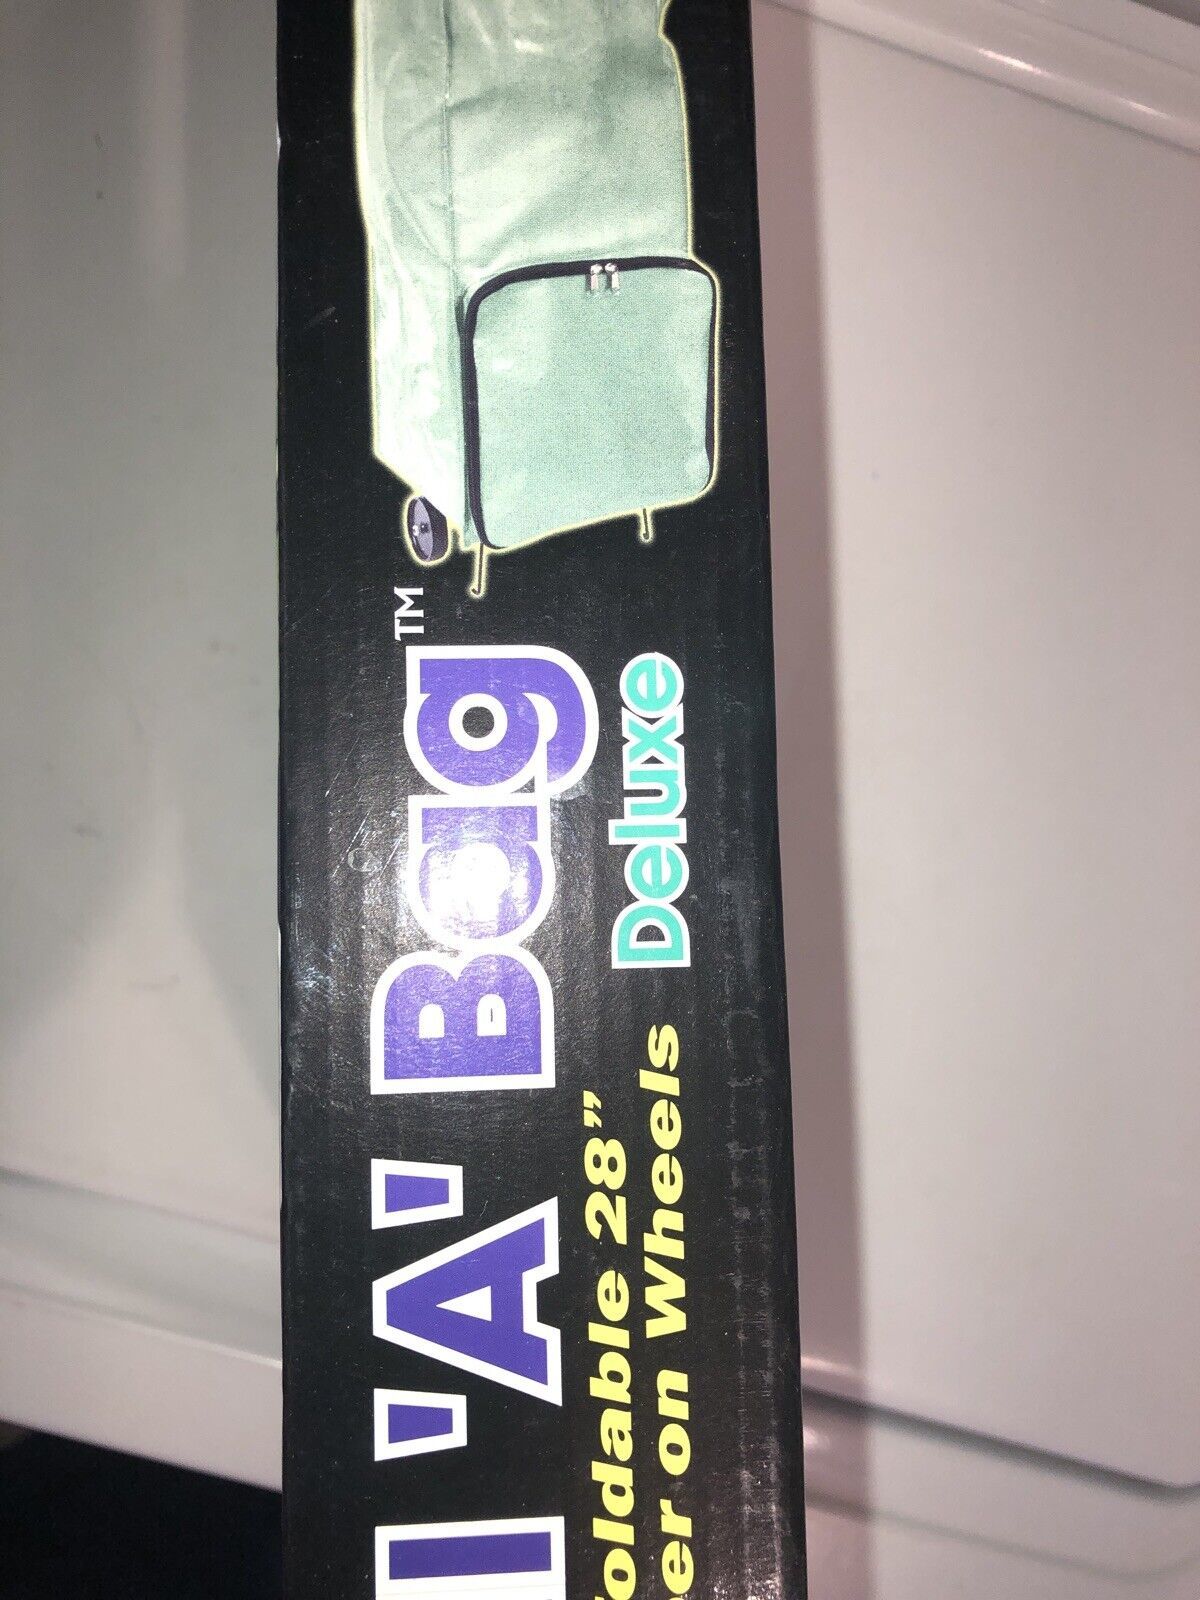 'A' Bag™
Deluxe
oldable 28”
er on Wheels